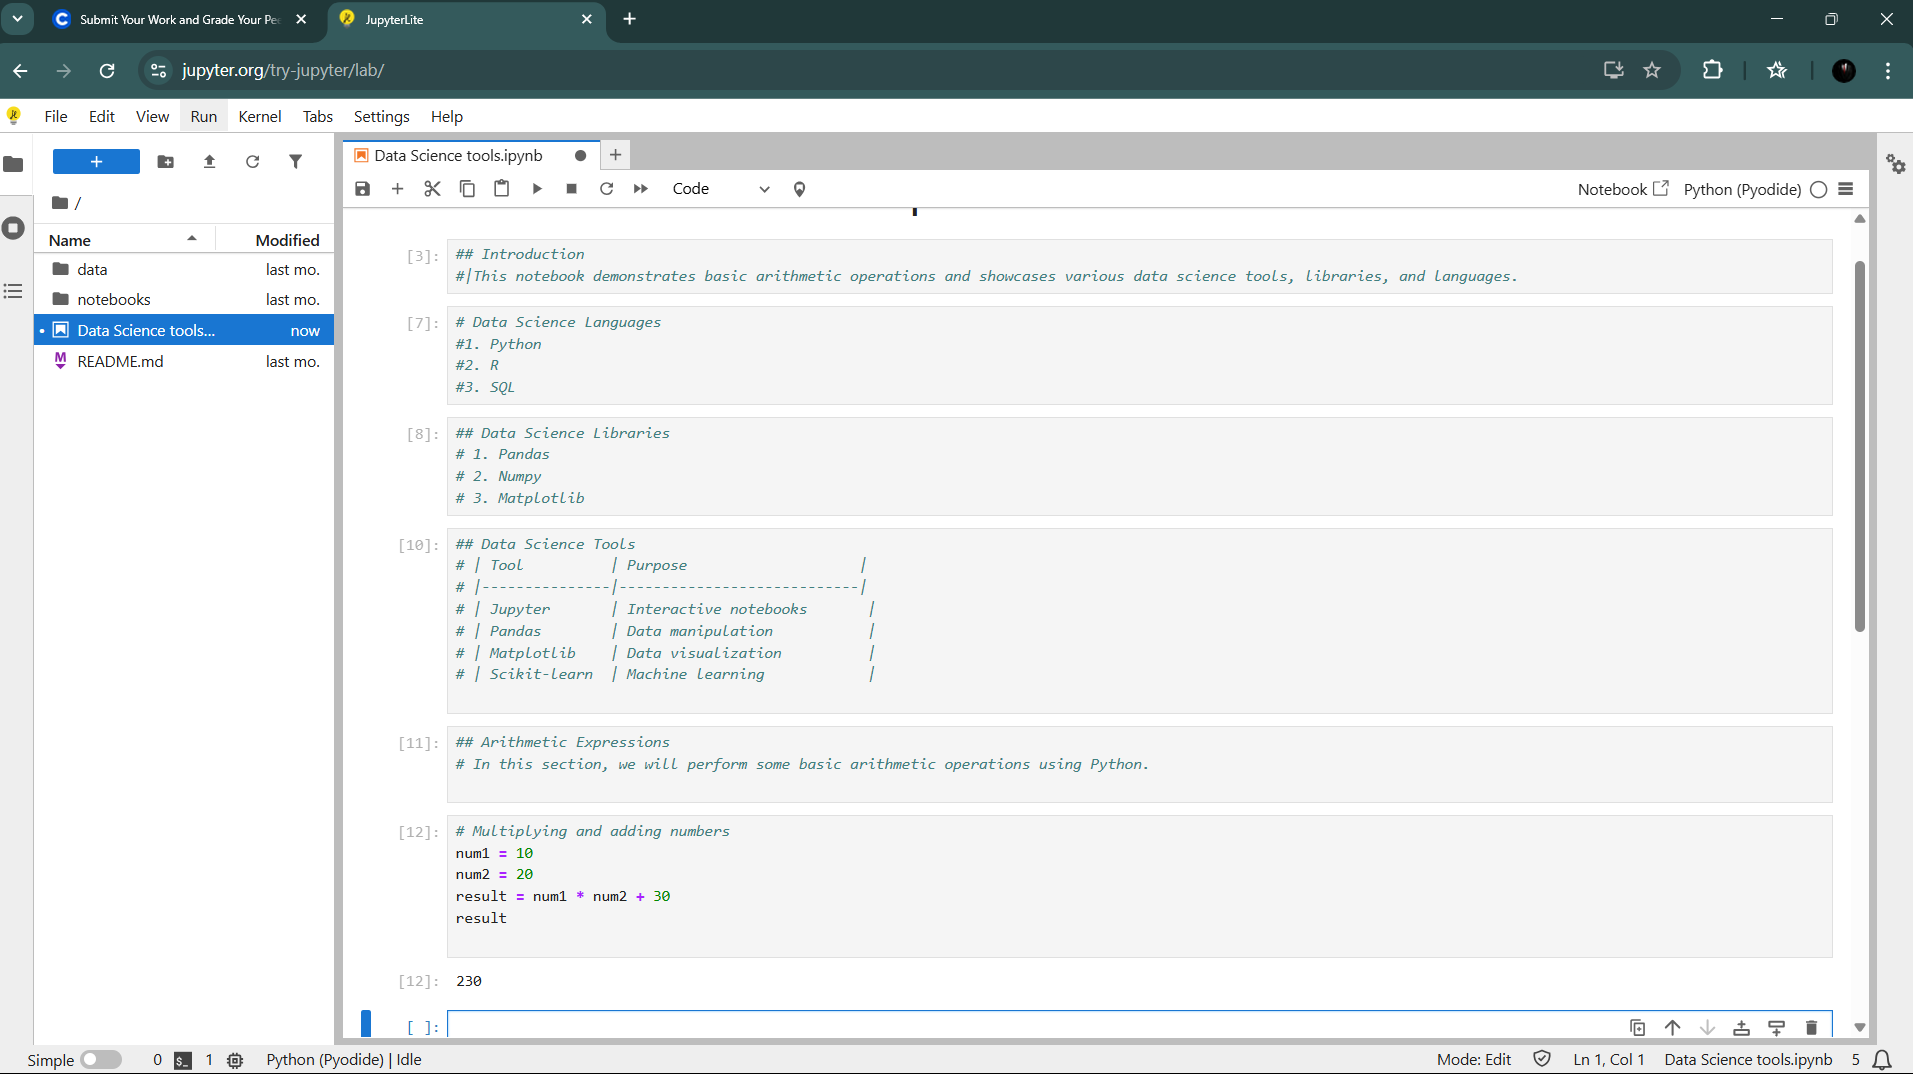 Submit Your Work and Grade Your Pe
JupyterLite
jupyter.org/try-jupyter/lab/
File Edit View Run Kernel Tabs Settings Help
Data Science tools.ipynb
Code
Notebook
Python (Pyodide)
/
Name Modified
data last mo.
notebooks last mo.
Data Science tools... now
README.md last mo.
[3]: ## Introduction
#|This notebook demonstrates basic arithmetic operations and showcases various data science tools, libraries, and languages.
[7]: # Data Science Languages
#1. Python
#2. R
#3. SQL
[8]: ## Data Science Libraries
# 1. Pandas
# 2. Numpy
# 3. Matplotlib
[10]: ## Data Science Tools
# | Tool          | Purpose                    |
# |---------------|----------------------------|
# | Jupyter       | Interactive notebooks       |
# | Pandas        | Data manipulation           |
# | Matplotlib    | Data visualization          |
# | Scikit-learn  | Machine learning            |
[11]: ## Arithmetic Expressions
# In this section, we will perform some basic arithmetic operations using Python.
[12]: # Multiplying and adding numbers
num1 = 10
num2 = 20
result = num1 * num2 + 30
result
[12]: 230
[ ]:
Simple 0 1 Python (Pyodide) | Idle Mode: Edit Ln 1, Col 1 Data Science tools.ipynb 5